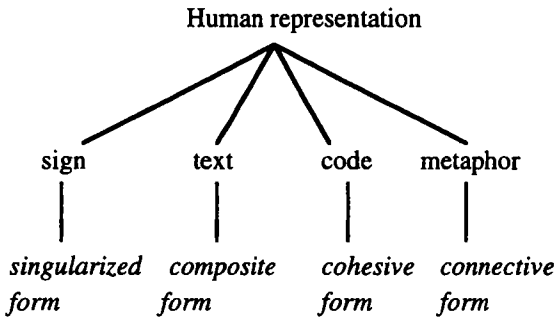 Human representation
sign text code metaphor
singularized composite cohesive connective
form form form form